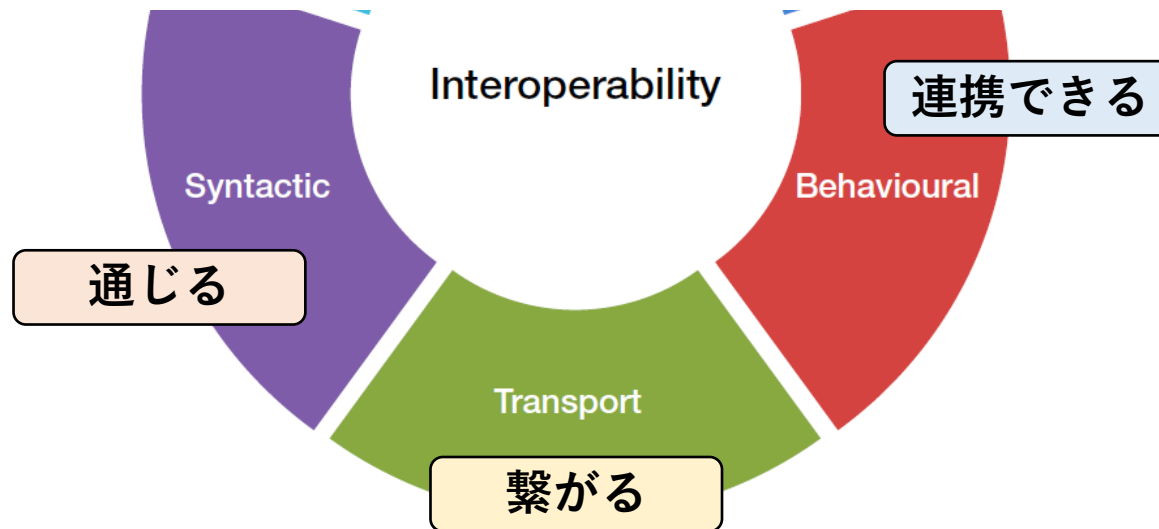 Interoperability
連携できる
Syntactic
Behavioural
通じる
Transport
繋がる